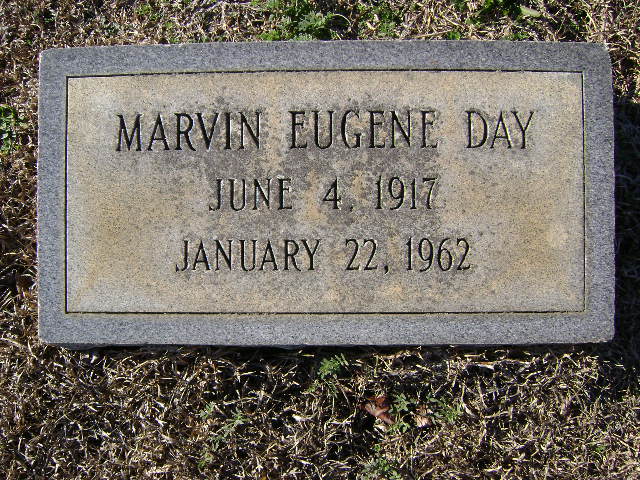 MARVIN EUGENE DAY
JUNE 4, 1917
JANUARY 22, 1962